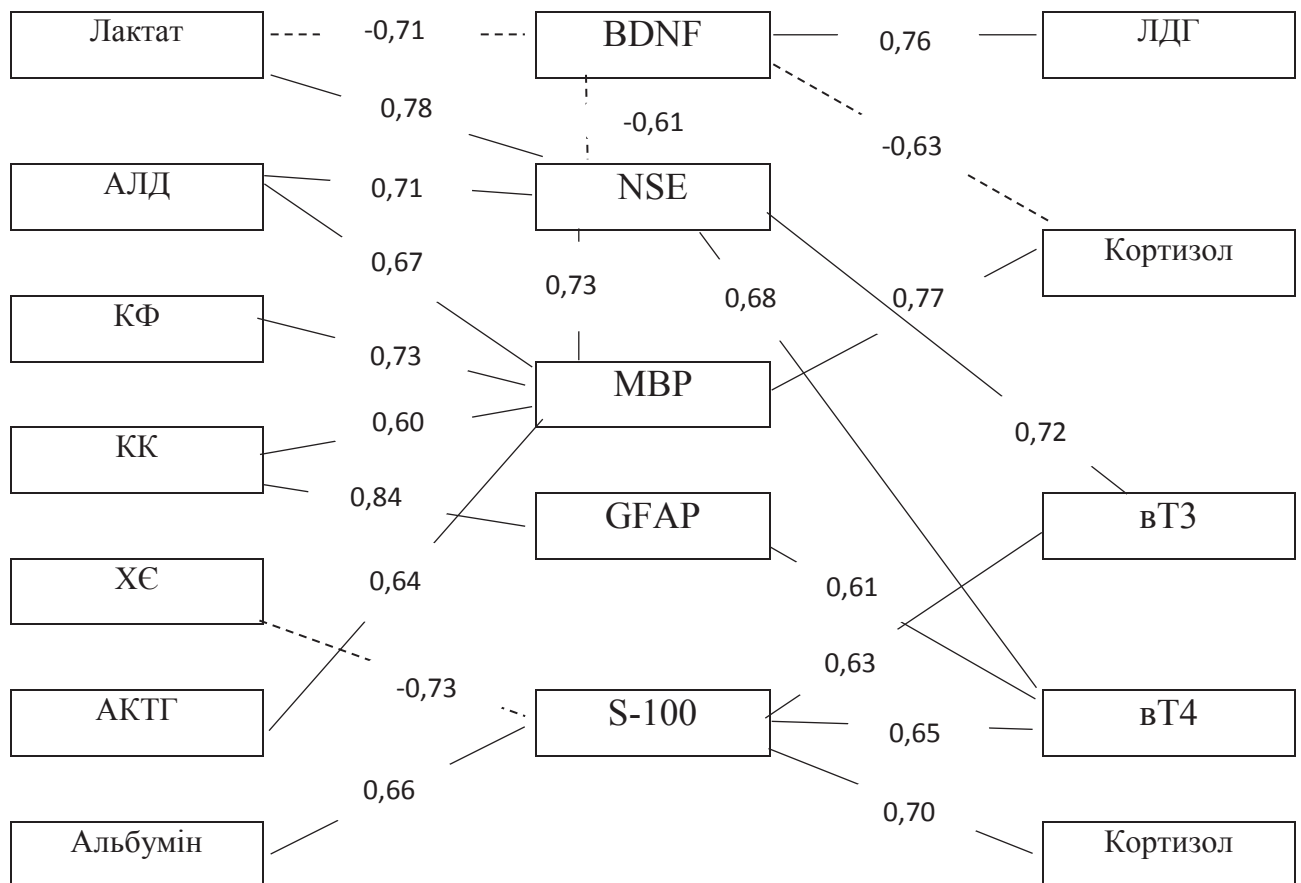 Лактат -0,71 BDNF 0,76 ЛДГ
0,78 -0,61 -0,63
АЛД 0,71 NSE
0,67 0,73 0,68 0,77 Кортизол
КФ 0,73
МВР
КК 0,60 0,72
0,84 GFAP вТ3
ХЄ 0,64 0,61
0,63
АКТГ -0,73 S-100 0,65 вТ4
0,66 0,70
Альбумін Кортизол